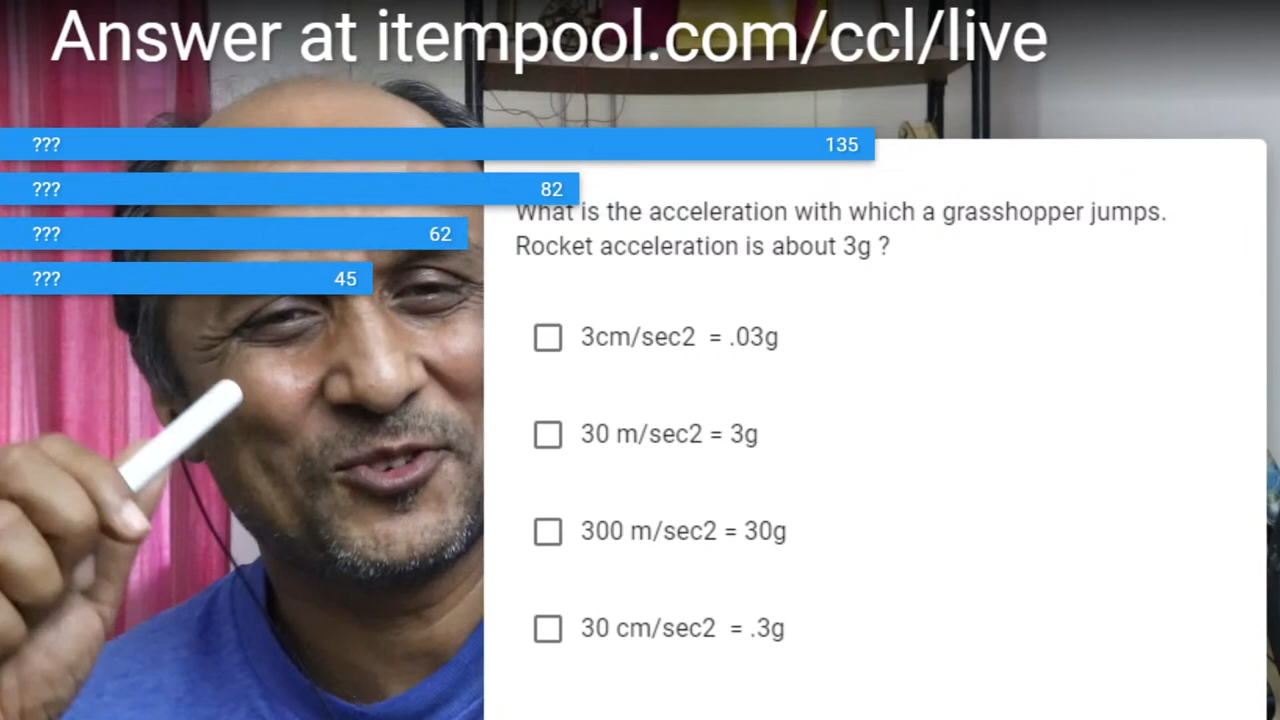 Answer at itempool.com/ccl/live
??? 135
??? 82
??? 62
??? 45
What is the acceleration with which a grasshopper jumps.
Rocket acceleration is about 3g ?
3cm/sec2 = .03g
30 m/sec2 = 3g
300 m/sec2 = 30g
30 cm/sec2 = .3g